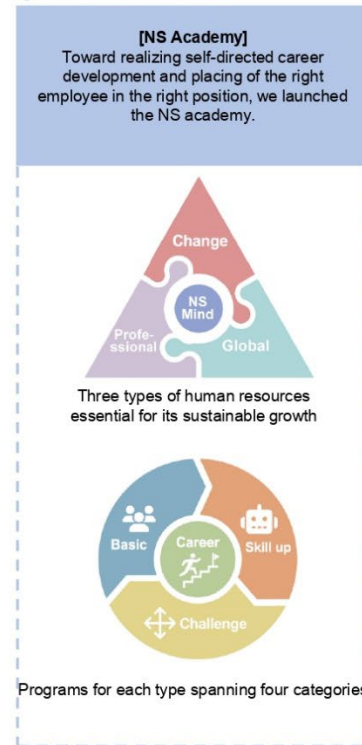 [NS Academy]
Toward realizing self-directed career
development and placing of the right
employee in the right position, we launched
the NS academy.
Change
NS
Mind
Profe-
ssional
Global
Three types of human resources
essential for its sustainable growth
Basic
Career
Skill up
Challenge
Programs for each type spanning four categories